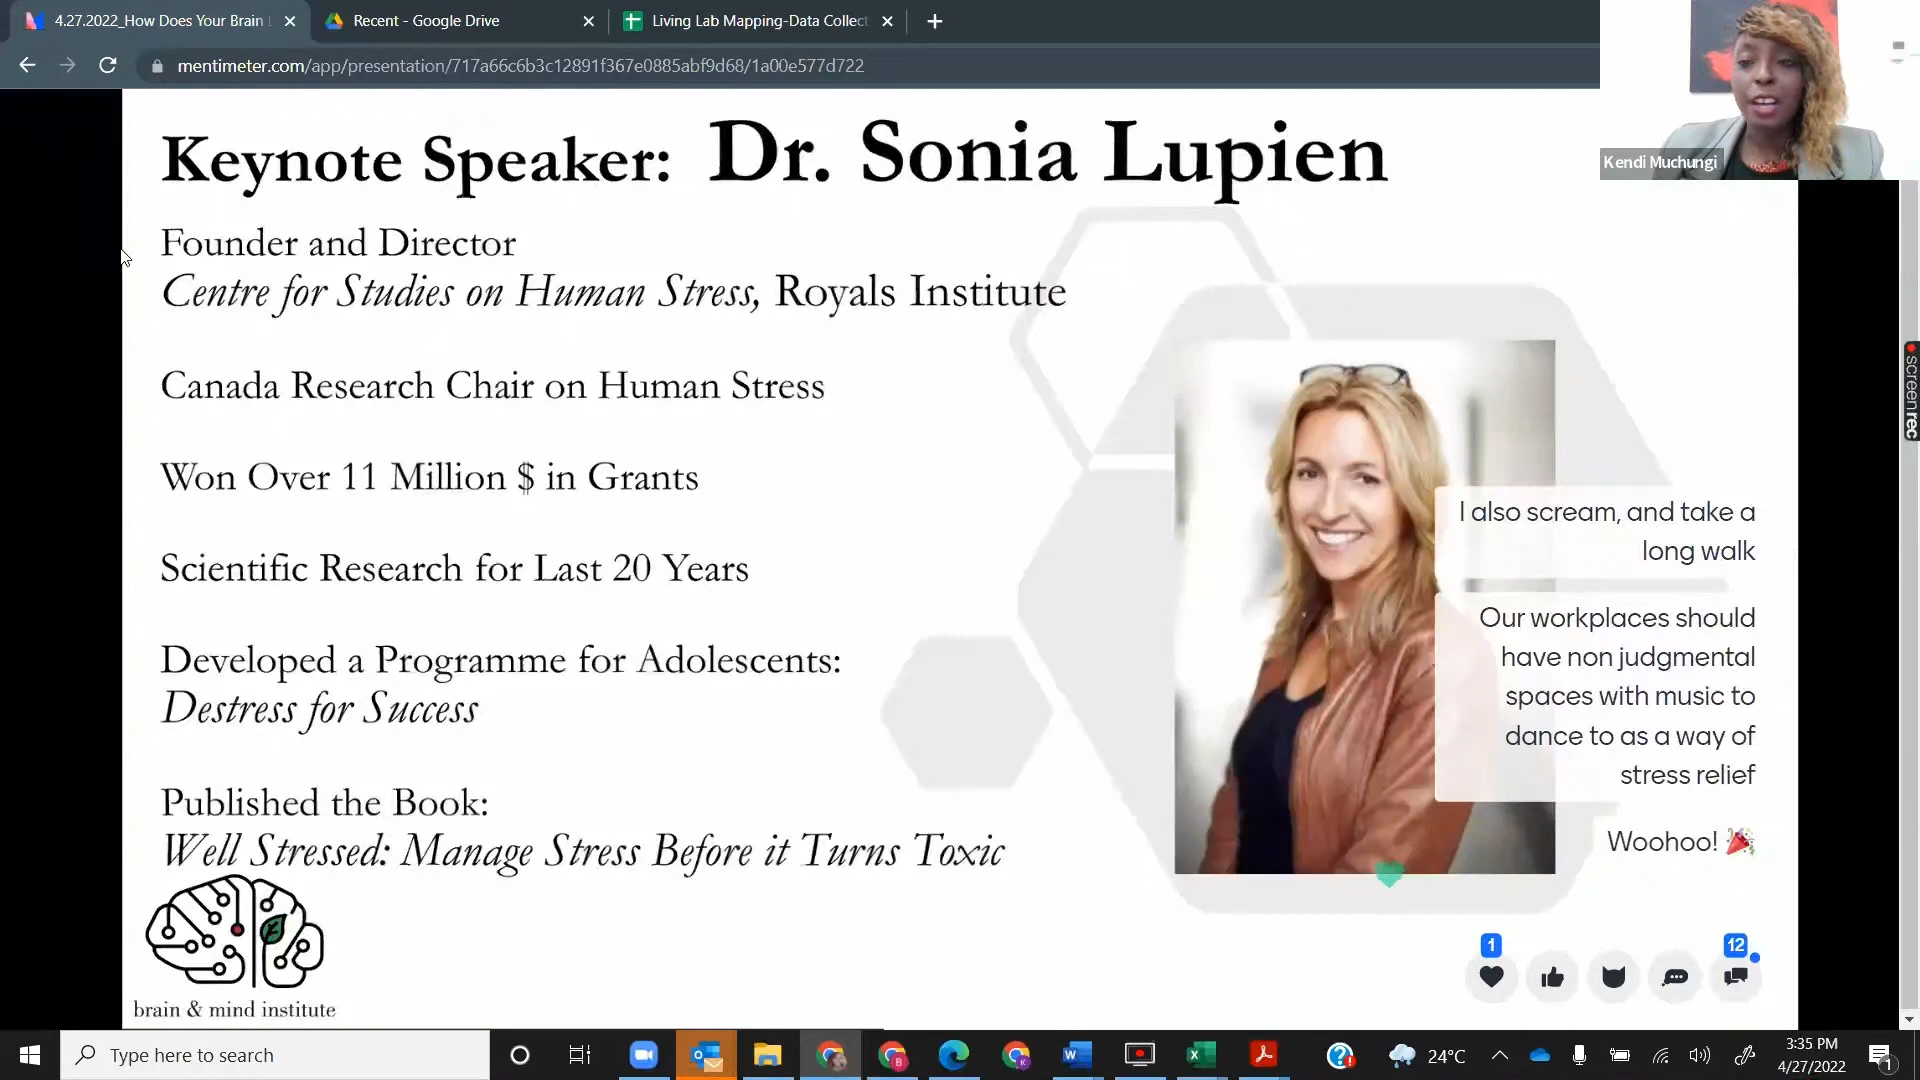 4.27.2022_How Does Your Brain
Recent - Google Drive
Living Lab Mapping-Data Collect
mentimeter.com/app/presentation/717a66c6b3c12891f367e0885abf9d68/1a00e577d722
Kendi Muchungi
Keynote Speaker: Dr. Sonia Lupien
Founder and Director
Centre for Studies on Human Stress, Royals Institute
Canada Research Chair on Human Stress
Won Over 11 Million $ in Grants
Scientific Research for Last 20 Years
Developed a Programme for Adolescents:
Destress for Success
Published the Book:
Well Stressed: Manage Stress Before it Turns Toxic
I also scream, and take a
long walk
Our workplaces should
have non judgmental
spaces with music to
dance to as a way of
stress relief
Woohoo! 🎉
1
12
brain & mind institute
screenrec
Type here to search
24°C
3:35 PM
4/27/2022
1